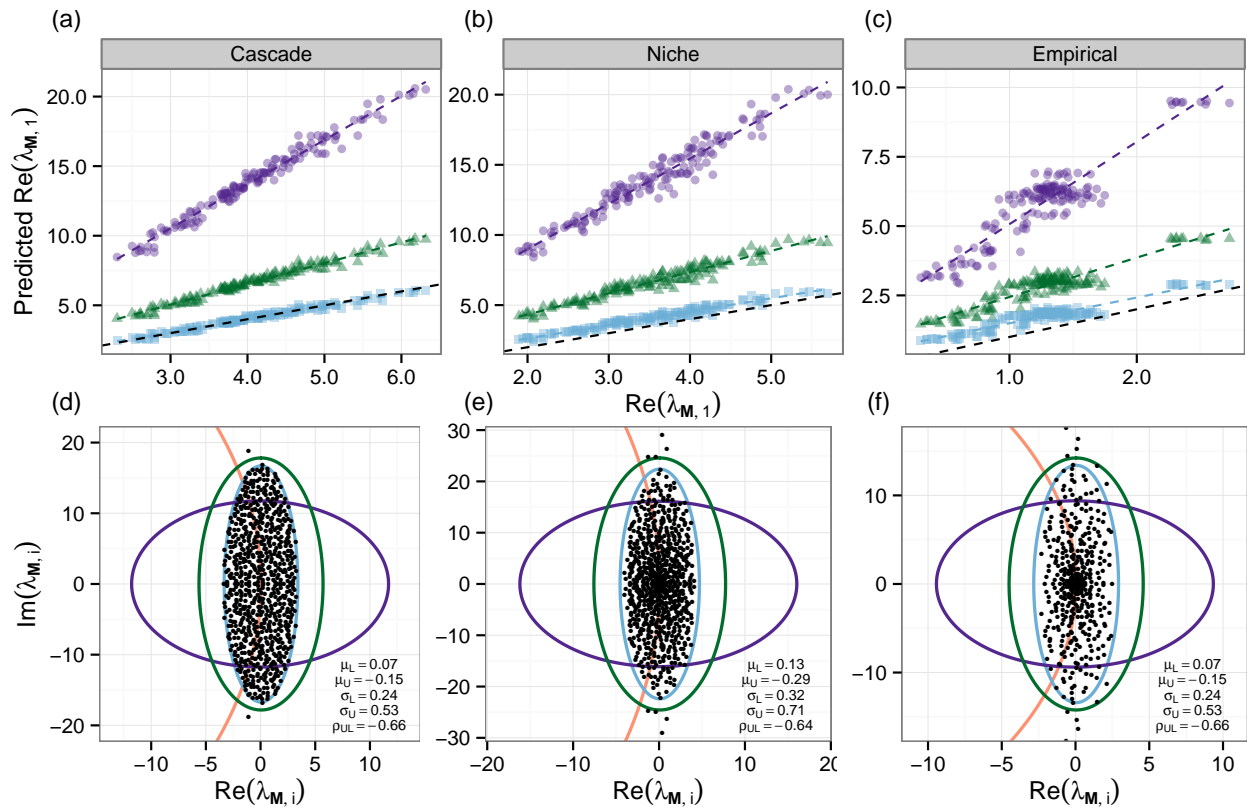 (a)
(b)
(c)
Cascade
Niche
Empirical
Predicted Re(λM, 1)
20.0
15.0
10.0
5.0
3.0 4.0 5.0 6.0
20.0
15.0
10.0
5.0
2.0 3.0 4.0 5.0
10.0
7.5
5.0
2.5
1.0 2.0
Re(λM, 1)
(d)
(e)
(f)
Im(λM, i)
20
10
0
−10
−20
μL = 0.07
μU = −0.15
σL = 0.24
σU = 0.53
ρUL = −0.66
−10 −5 0 5 10
Re(λM, i)
30
20
10
0
−10
−20
−30
μL = 0.13
μU = −0.29
σL = 0.32
σU = 0.71
ρUL = −0.64
−20 −10 0 10 20
Re(λM, i)
10
0
−10
μL = 0.07
μU = −0.15
σL = 0.24
σU = 0.53
ρUL = −0.66
−10 −5 0 5 10
Re(λM, i)